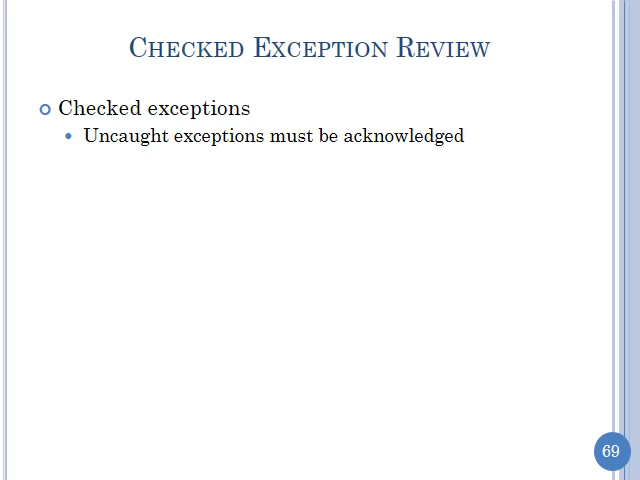 Checked Exception Review
Checked exceptions
Uncaught exceptions must be acknowledged
69